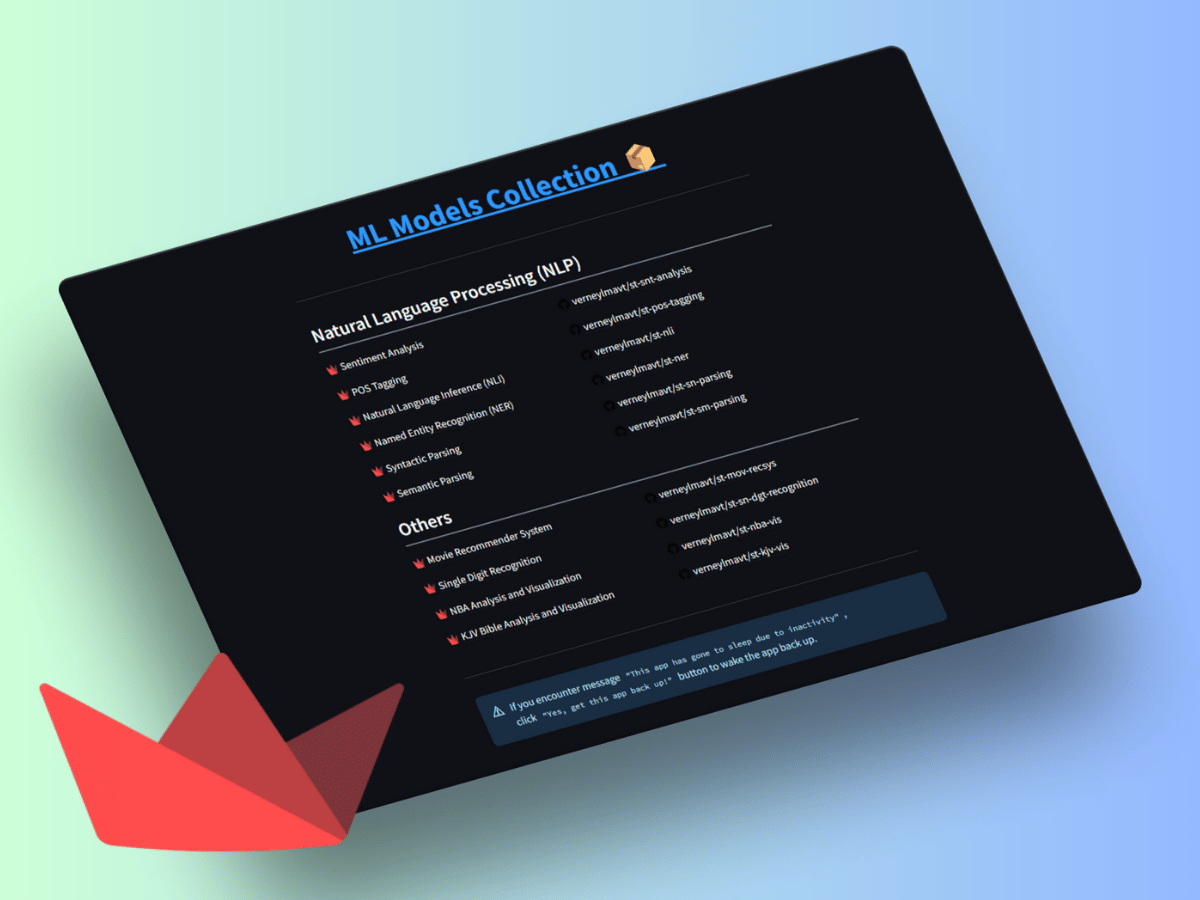 ML Models Collection 📦
Natural Language Processing (NLP)
Sentiment Analysis
verneylmavt/st-snt-analysis
POS Tagging
verneylmavt/st-pos-tagging
Natural Language Inference (NLI)
verneylmavt/st-nli
Named Entity Recognition (NER)
verneylmavt/st-ner
Syntactic Parsing
verneylmavt/st-sn-parsing
Semantic Parsing
verneylmavt/st-sm-parsing
Others
Movie Recommender System
verneylmavt/st-mov-recsys
Single Digit Recognition
verneylmavt/st-sn-dgt-recognition
NBA Analysis and Visualization
verneylmavt/st-nba-vis
KJV Bible Analysis and Visualization
verneylmavt/st-kjv-vis
⚠ If you encounter message "This app has gone to sleep due to inactivity" ,
click "Yes, get this app back up!" button to wake the app back up.